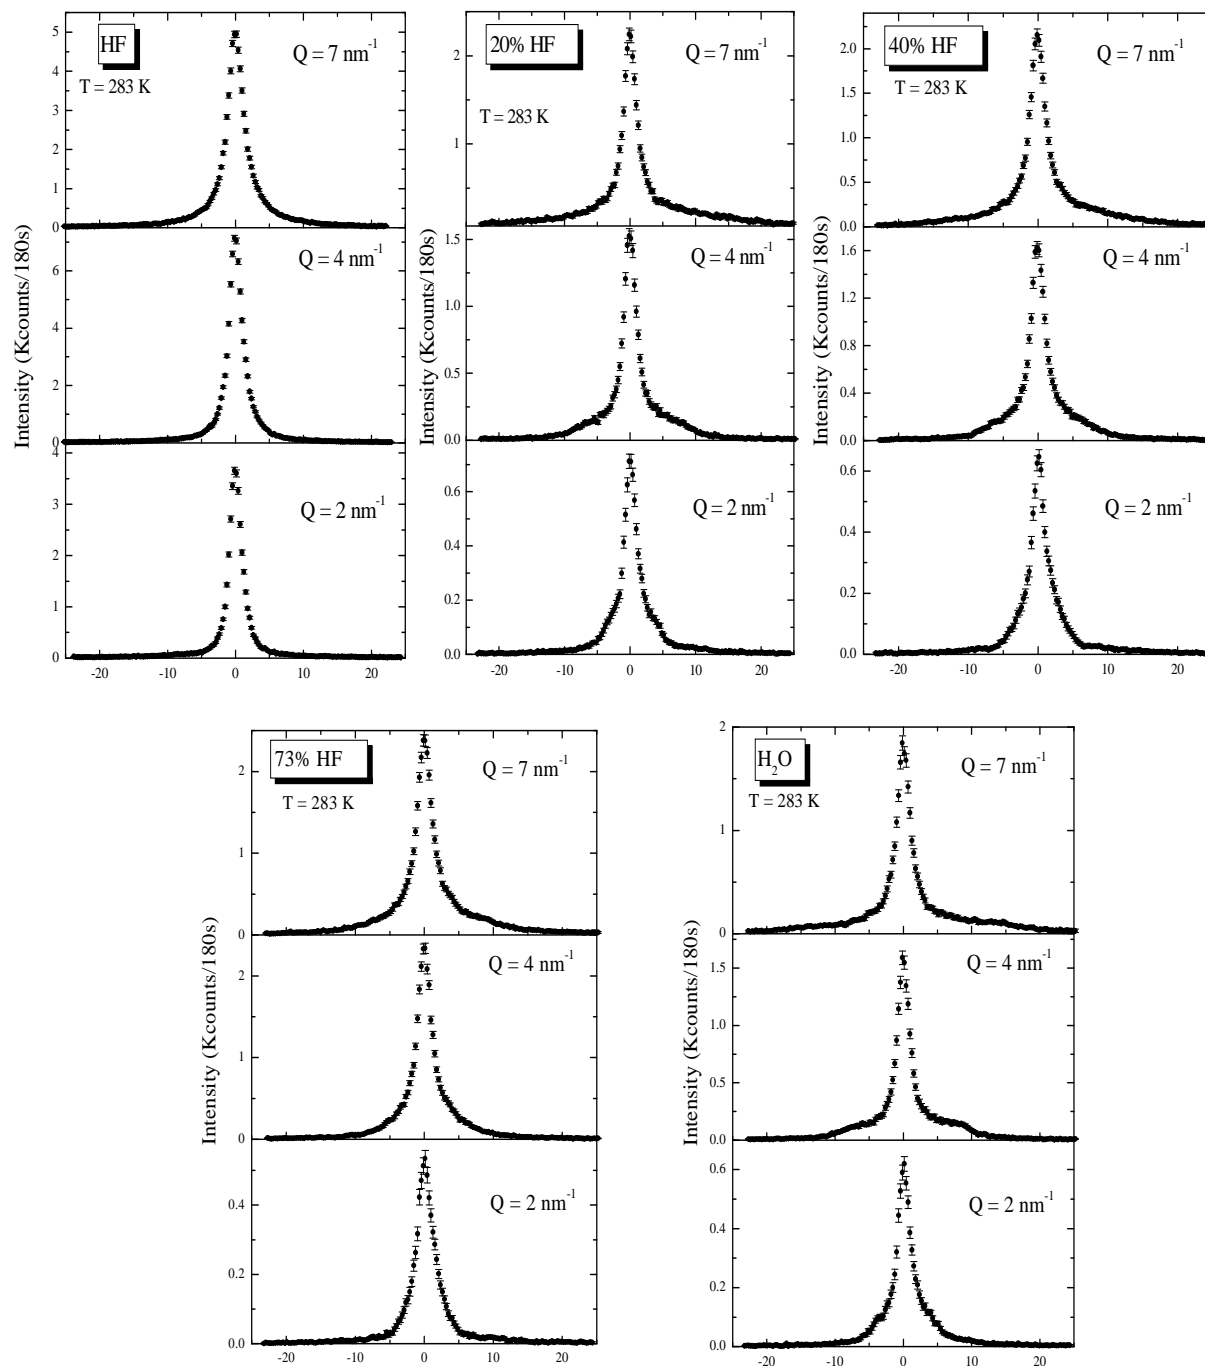 HF
T = 283 K
Q = 7 nm⁻¹
5
4
3
2
1
0
Q = 4 nm⁻¹
6
4
2
0
Q = 2 nm⁻¹
4
3
2
1
0
-20 -10 0 10 20
Intensity (Kcounts/180s)
20% HF
T = 283 K
Q = 7 nm⁻¹
2
1
Q = 4 nm⁻¹
1.5
1.0
0.5
0.0
Q = 2 nm⁻¹
0.6
0.4
0.2
0.0
-20 -10 0 10 20
Intensity (Kcounts/180s)
40% HF
T = 283 K
Q = 7 nm⁻¹
2.0
1.5
1.0
0.5
0.0
Q = 4 nm⁻¹
1.6
1.2
0.8
0.4
0.0
Q = 2 nm⁻¹
0.6
0.4
0.2
0.0
-20 -10 0 10 20
Intensity (Kcounts/180s)
73% HF
T = 283 K
Q = 7 nm⁻¹
2
1
0
Q = 4 nm⁻¹
2
1
0
Q = 2 nm⁻¹
0.4
0.2
0.0
-20 -10 0 10 20
Intensity (Kcounts/180s)
H₂O
T = 283 K
Q = 7 nm⁻¹
2
1
0
Q = 4 nm⁻¹
1.5
1.0
0.5
0.0
Q = 2 nm⁻¹
0.6
0.4
0.2
0.0
-20 -10 0 10 20
Intensity (Kcounts/180s)